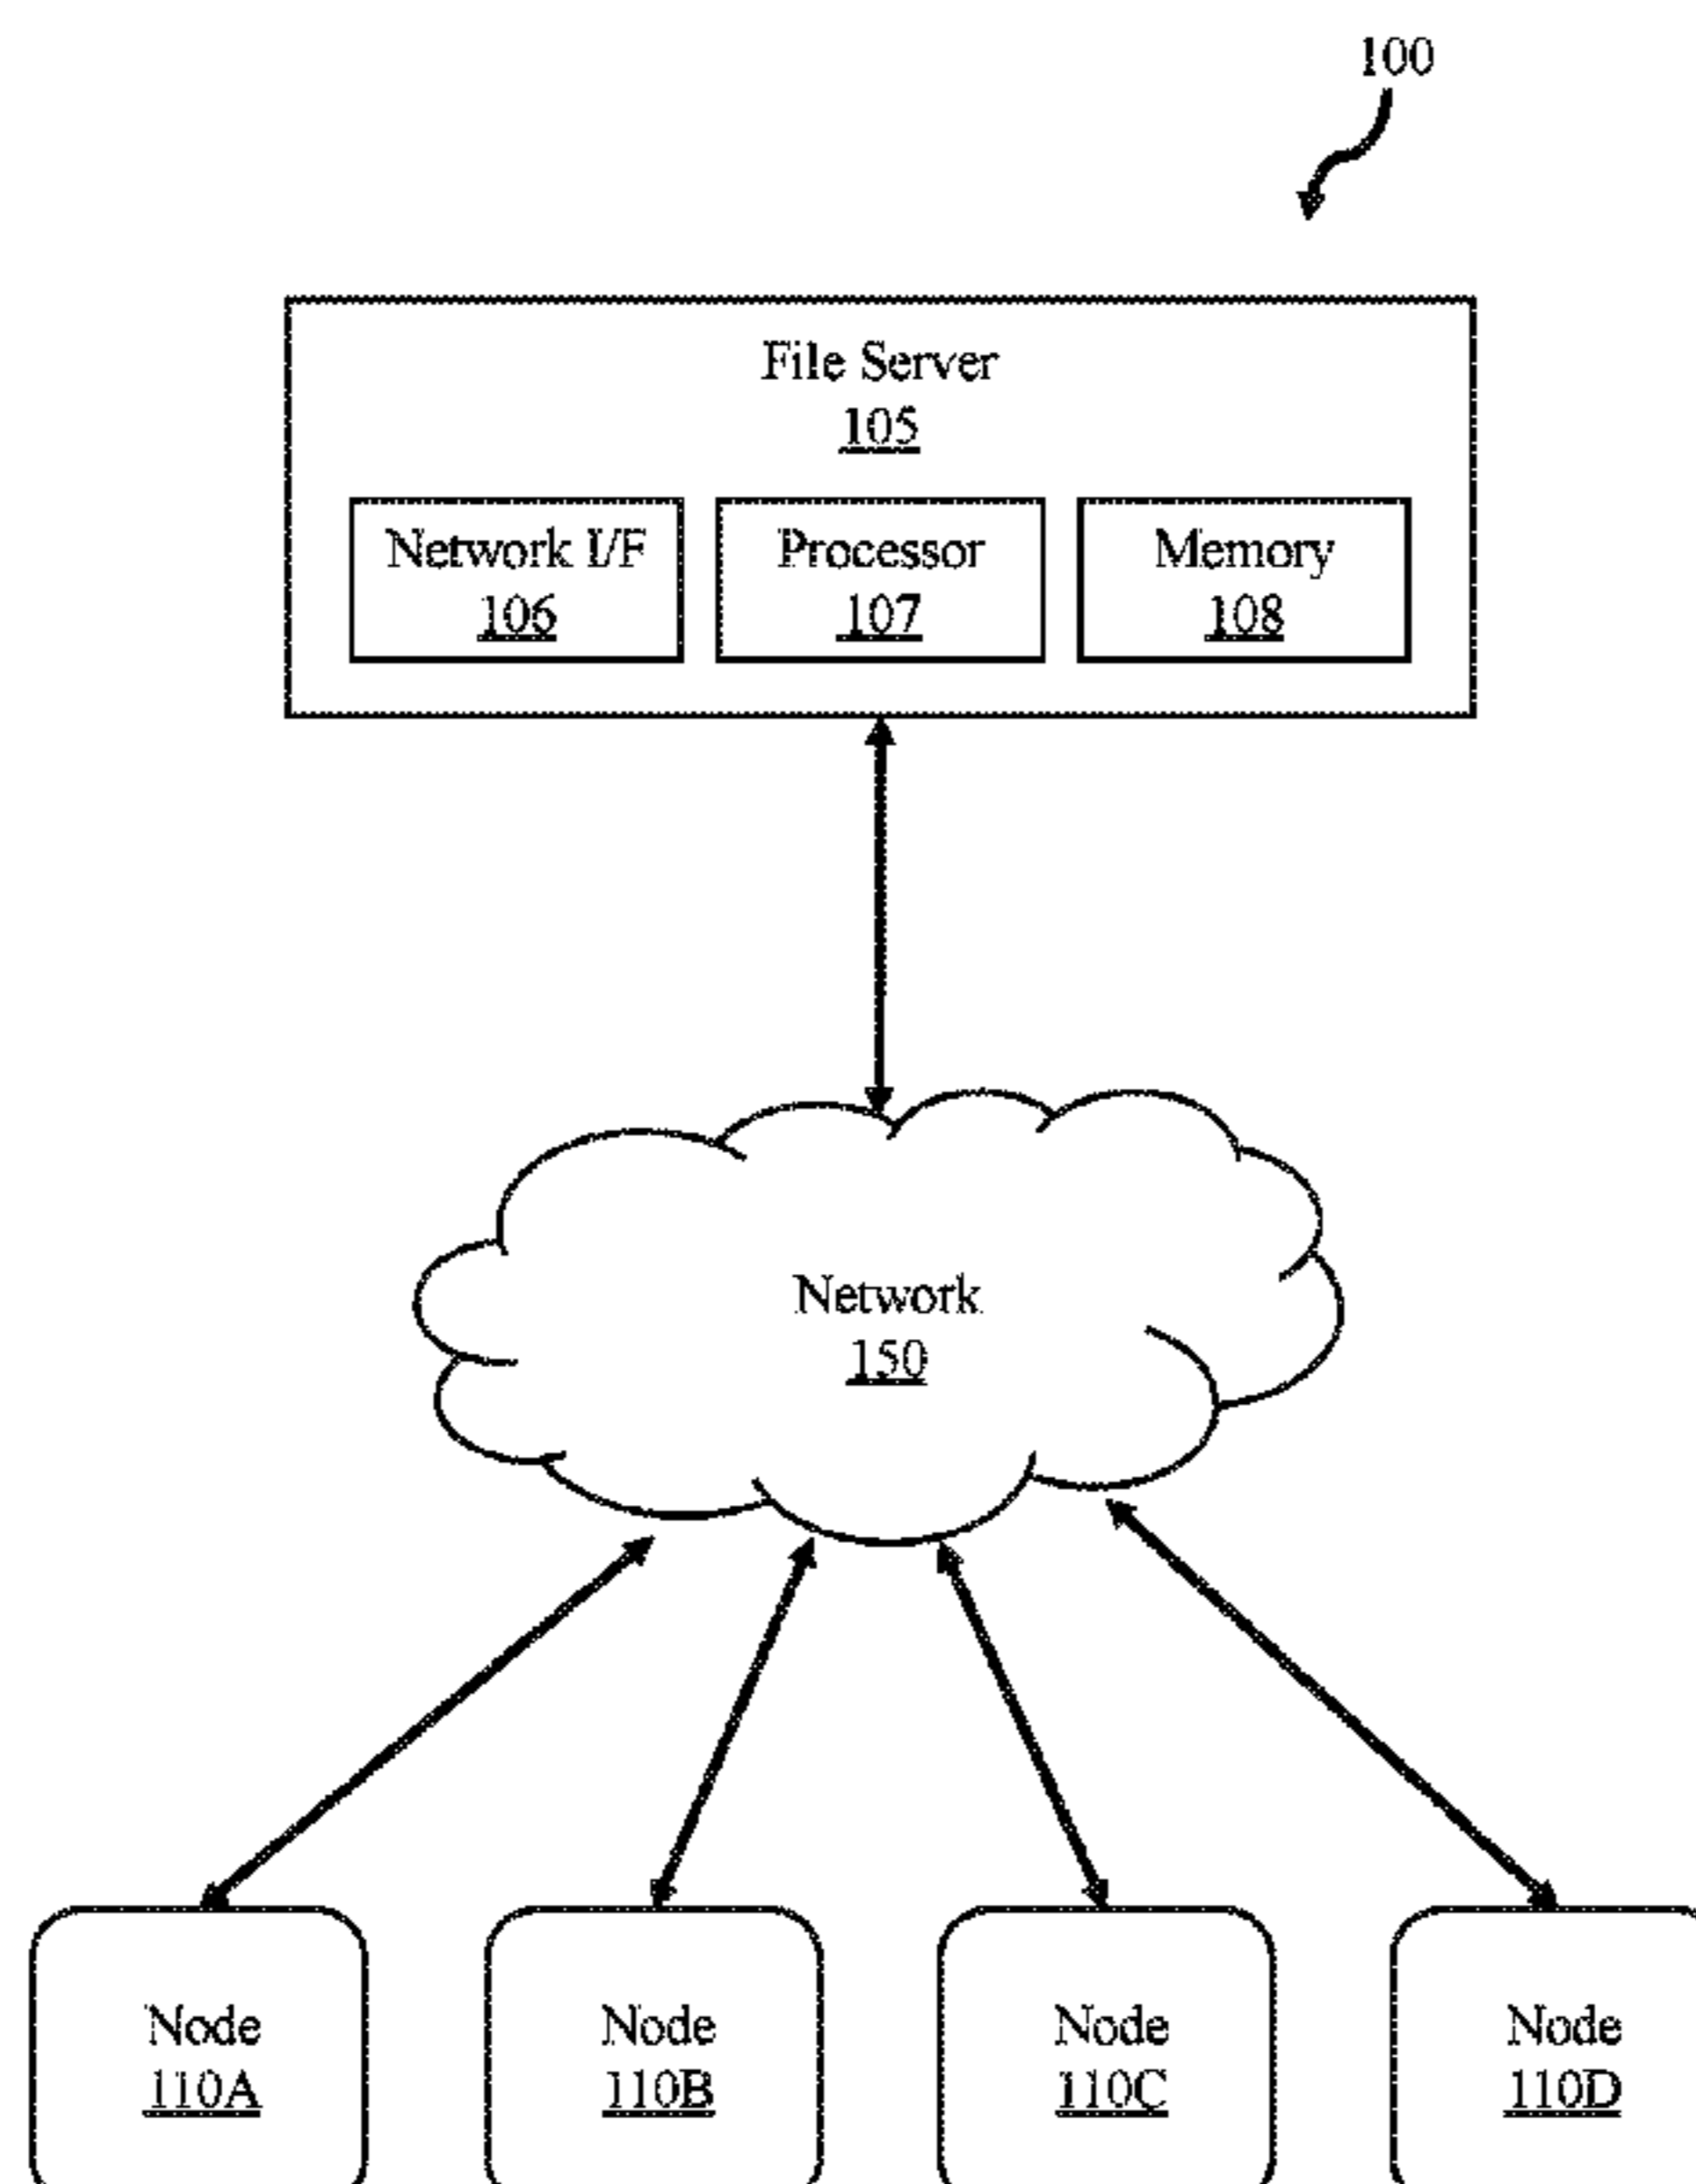 100
File Server
105
Network I/F
106
Processor
107
Memory
108
Network
150
Node
110A
Node
110B
Node
110C
Node
110D